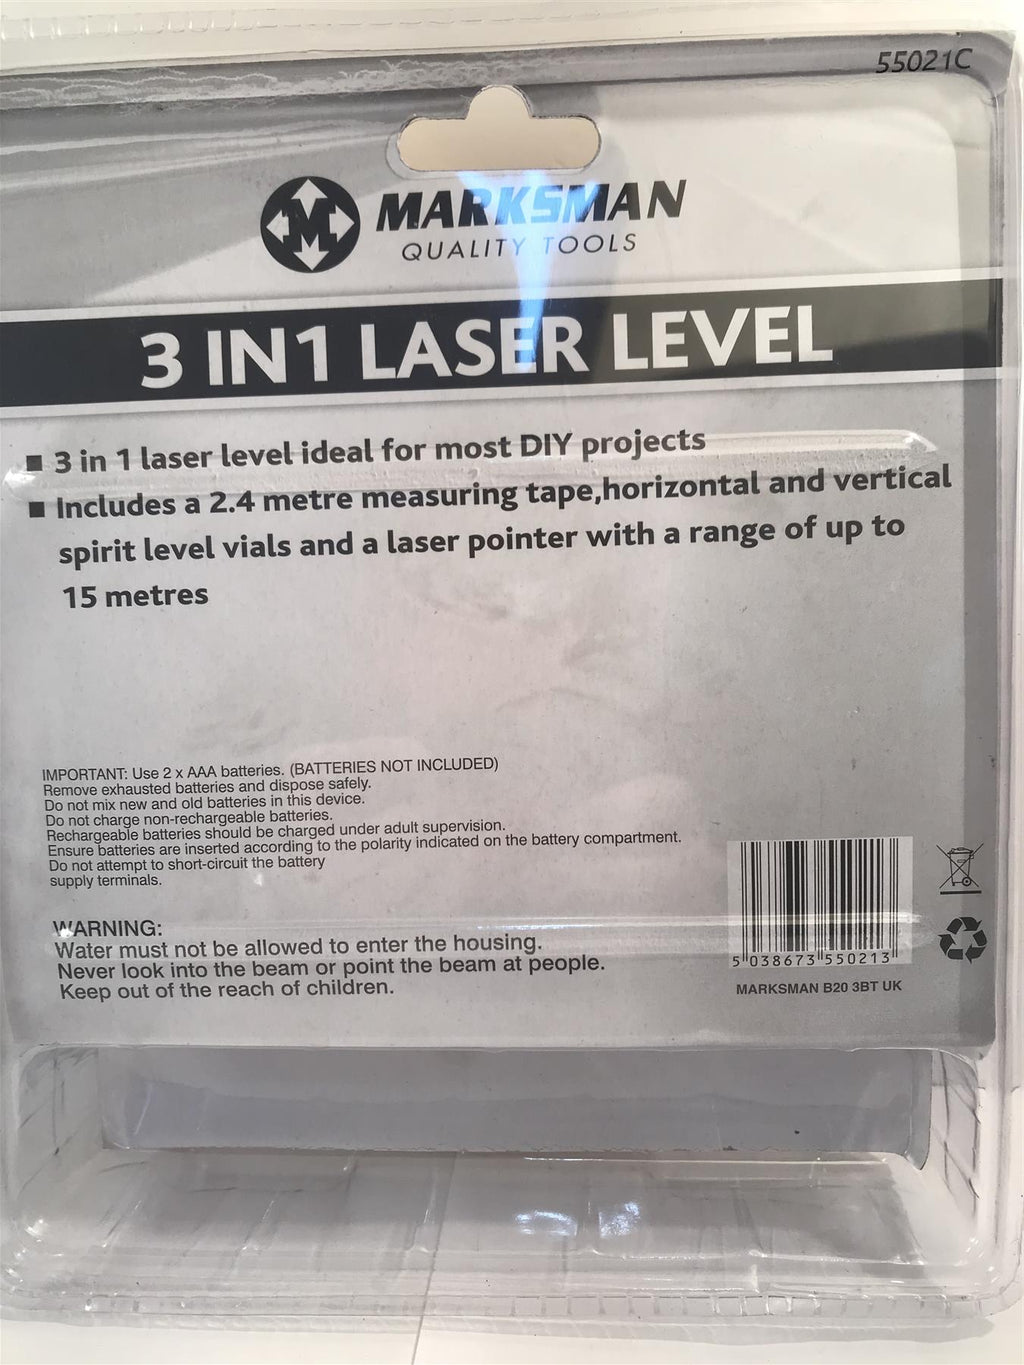 55021C
M
MARKSMAN
QUALITY TOOLS
3 IN1 LASER LEVEL
■ 3 in 1 laser level ideal for most DIY projects
■ Includes a 2.4 metre measuring tape,horizontal and vertical
spirit level vials and a laser pointer with a range of up to
15 metres
IMPORTANT: Use 2 x AAA batteries. (BATTERIES NOT INCLUDED)
Remove exhausted batteries and dispose safely.
Do not mix new and old batteries in this device.
Do not charge non-rechargeable batteries.
Rechargeable batteries should be charged under adult supervision.
Ensure batteries are inserted according to the polarity indicated on the battery compartment.
Do not attempt to short-circuit the battery
supply terminals.
WARNING:
Water must not be allowed to enter the housing.
Never look into the beam or point the beam at people.
Keep out of the reach of children.
5 038673 550213
MARKSMAN B20 3BT UK